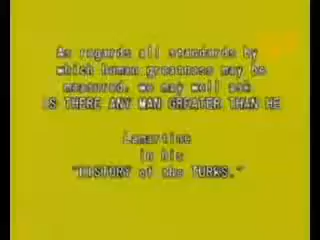 As regards all standards by
which human greatness may be
measured, we may well ask
IS THERE ANY MAN GREATER THAN HE
Lamartine
in his
"HISTORY of the TURKS."